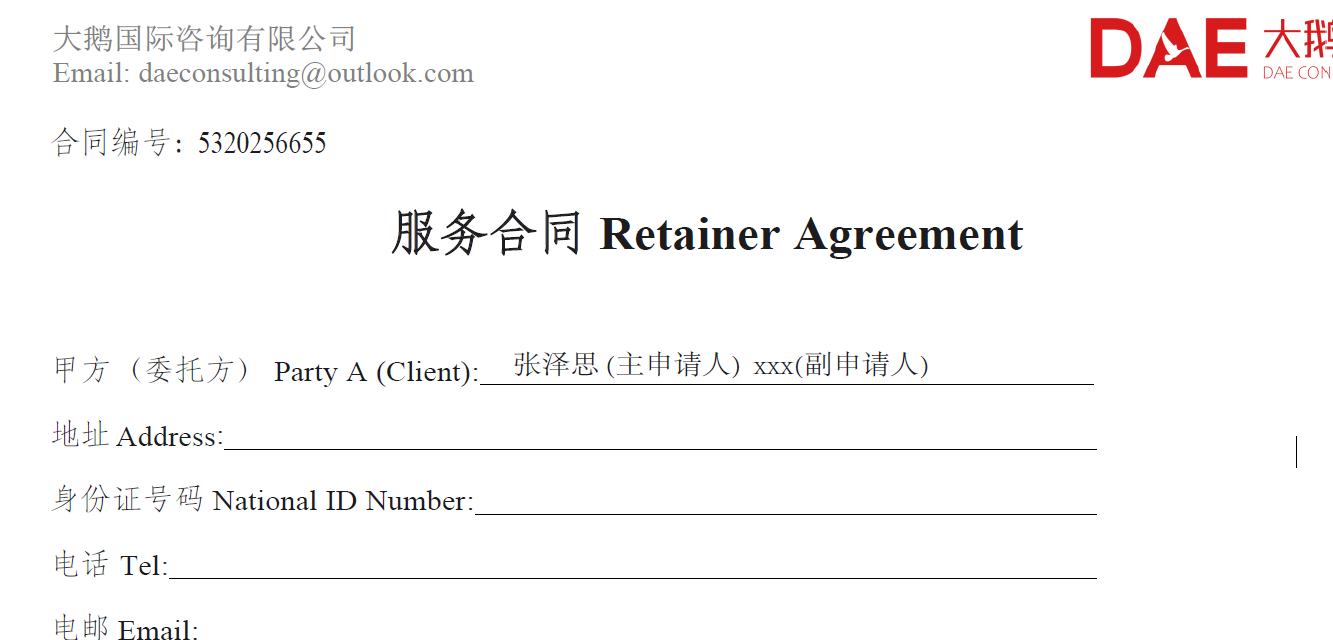 大鹅国际咨询有限公司
Email: daeconsulting@outlook.com
DAE 大鹅
DAE CON
合同编号: 5320256655
服务合同 Retainer Agreement
甲方（委托方） Party A (Client): 张泽思 (主申请人) xxx(副申请人)
地址 Address:
身份证号码 National ID Number:
电话 Tel:
电邮 Email: